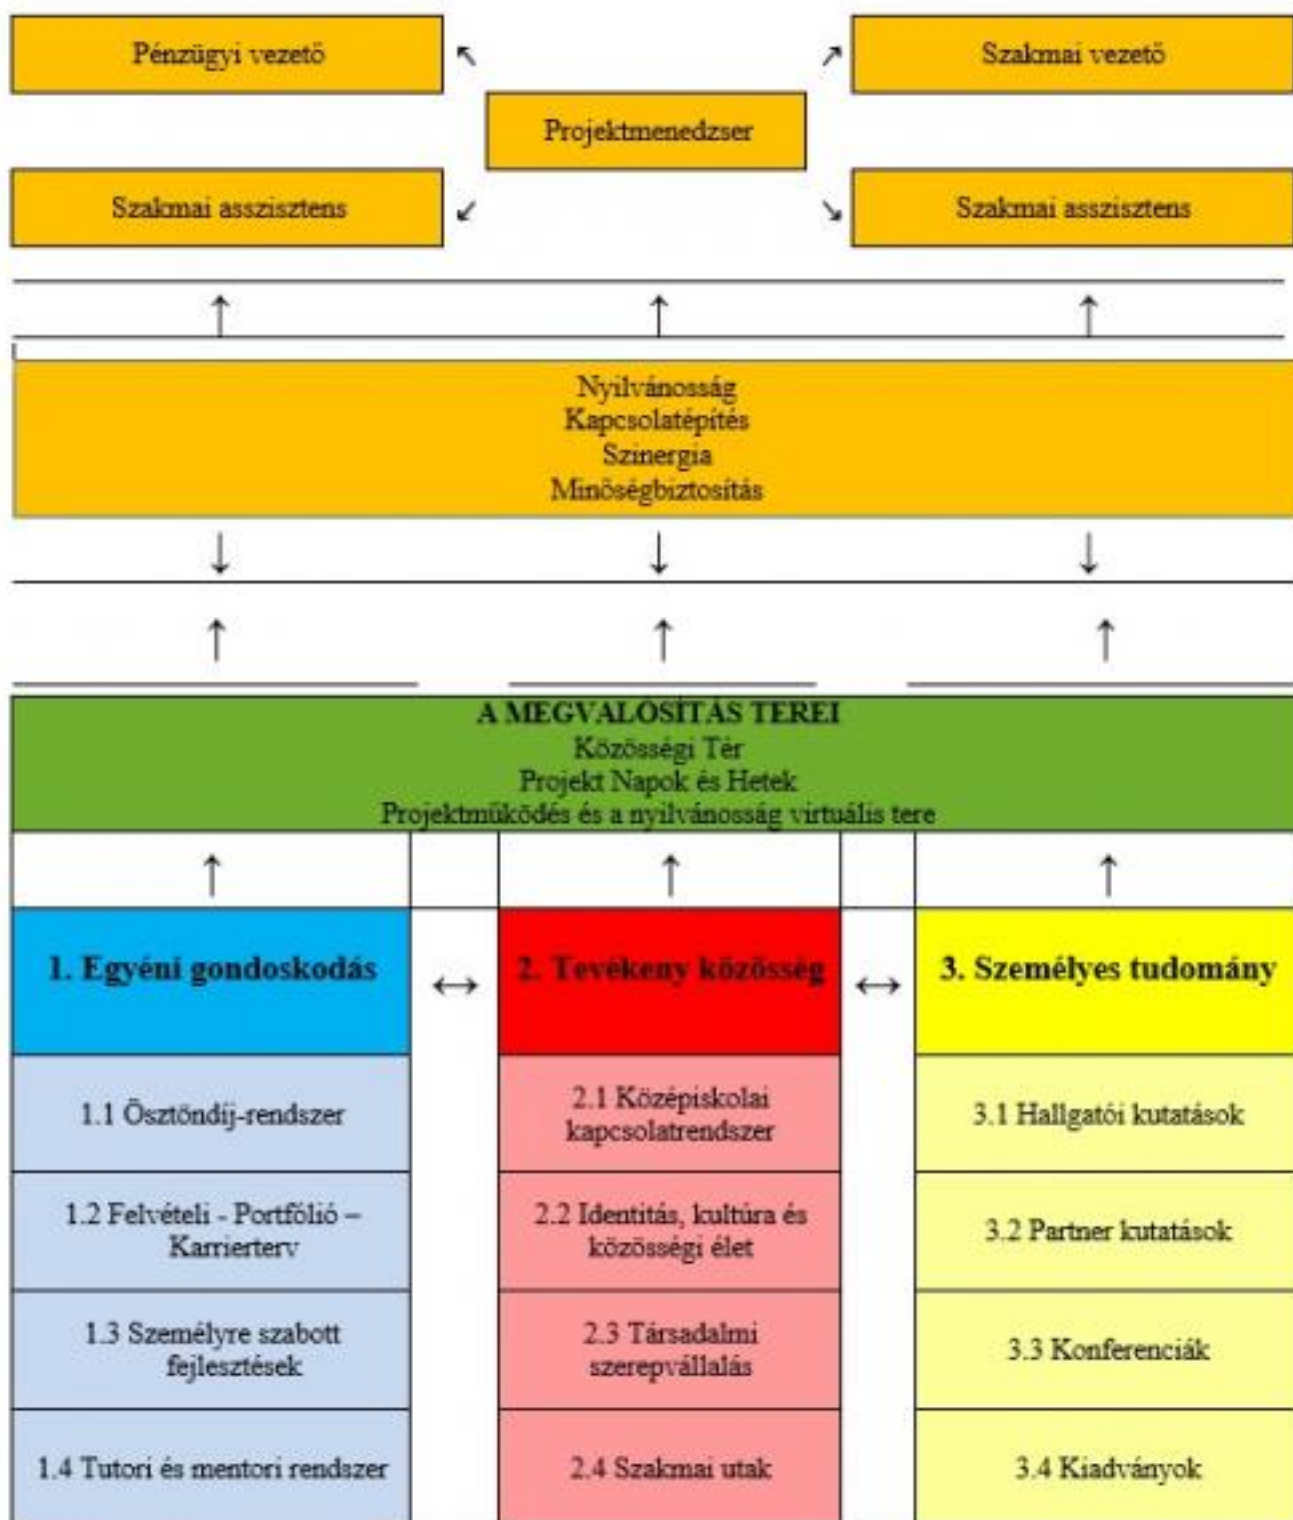 Pénzügyi vezető
Szakmai vezető
Projektmenedzser
Szakmai asszisztens
Szakmai asszisztens
Nyilvánosság
Kapcsolatépítés
Szinergia
Minőségbiztosítás
A MEGVALÓSÍTÁS TEREI
Közösségi Tér
Projekt Napok és Hetek
Projektműködés és a nyilvánosság virtuális tere
1. Egyéni gondoskodás
2. Tevékeny közösség
3. Személyes tudomány
1.1 Ösztöndíj-rendszer
2.1 Középiskolai
kapcsolatrendszer
3.1 Hallgatói kutatások
1.2 Felvételi - Portfólió –
Karrierterv
2.2 Identitás, kultúra és
közösségi élet
3.2 Partner kutatások
1.3 Személyre szabott
fejlesztések
2.3 Társadalmi
szerepvállalás
3.3 Konferenciák
1.4 Tutori és mentori rendszer
2.4 Szakmai utak
3.4 Kiadványok